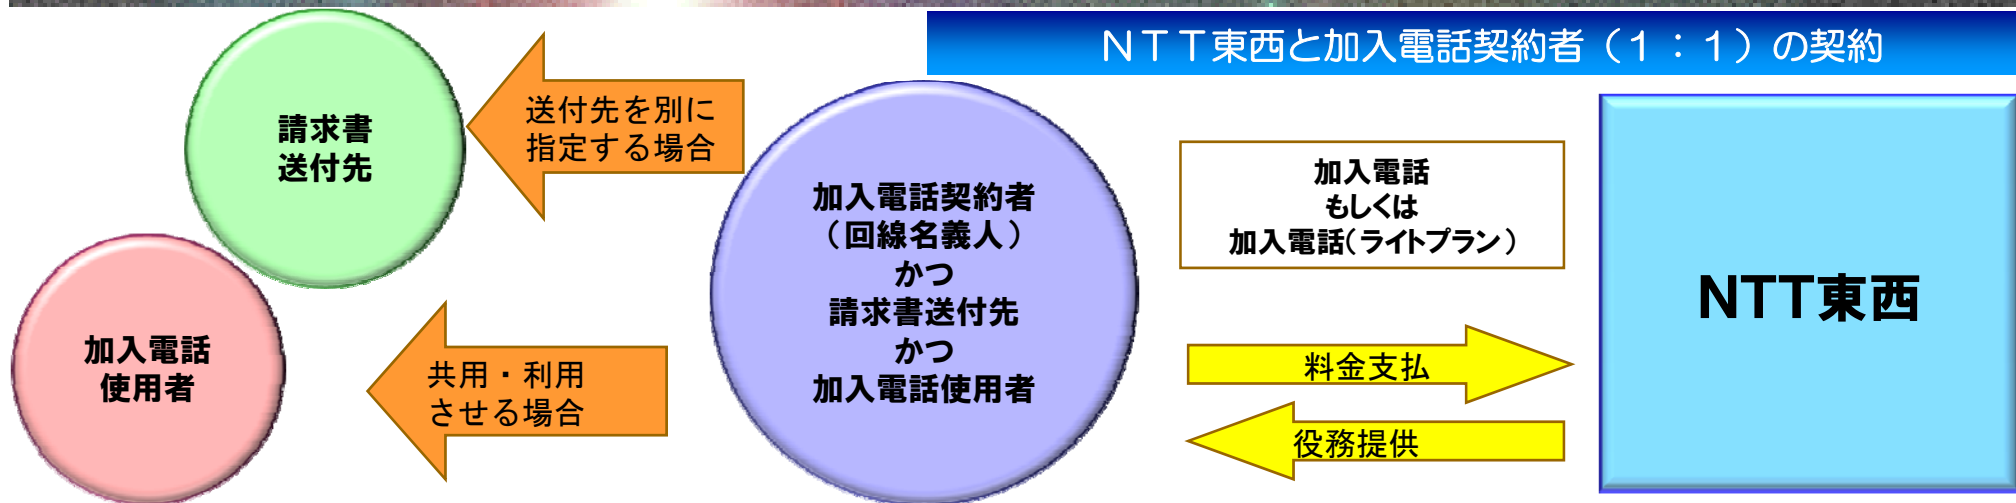 ＮＴＴ東西と加入電話契約者（１：１）の契約
請求書
送付先
送付先を別に
指定する場合
加入電話契約者
（回線名義人）
かつ
請求書送付先
かつ
加入電話使用者
加入電話
もしくは
加入電話（ライトプラン）
NTT東西
加入電話
使用者
共用・利用
させる場合
料金支払
役務提供